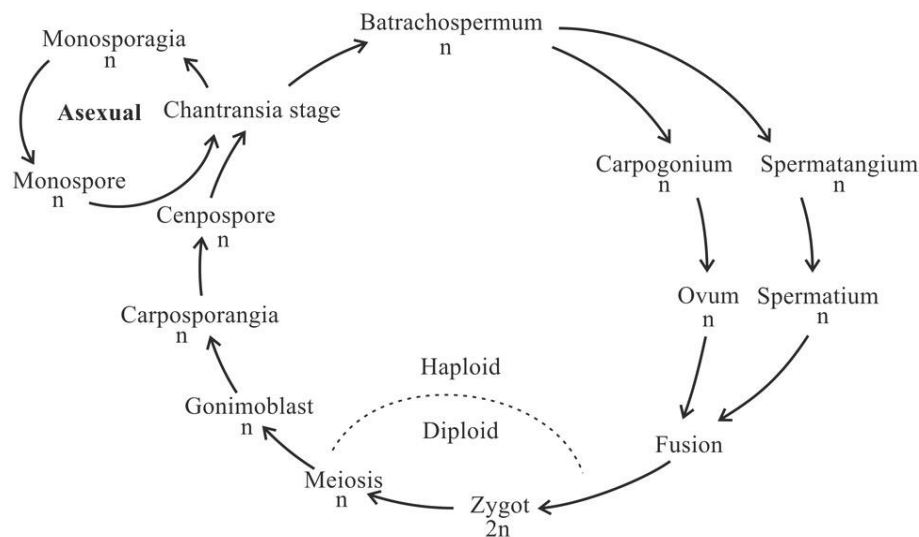 Batrachospermum
n
Monosporagia
n
Asexual
Chantransia stage
Carpogonium
n
Spermatangium
n
Monospore
n
Cenpospore
n
Ovum
n
Spermatium
n
Carposporangia
n
Haploid
Gonimoblast
n
Diploid
Fusion
Meiosis
n
Zygot
2n